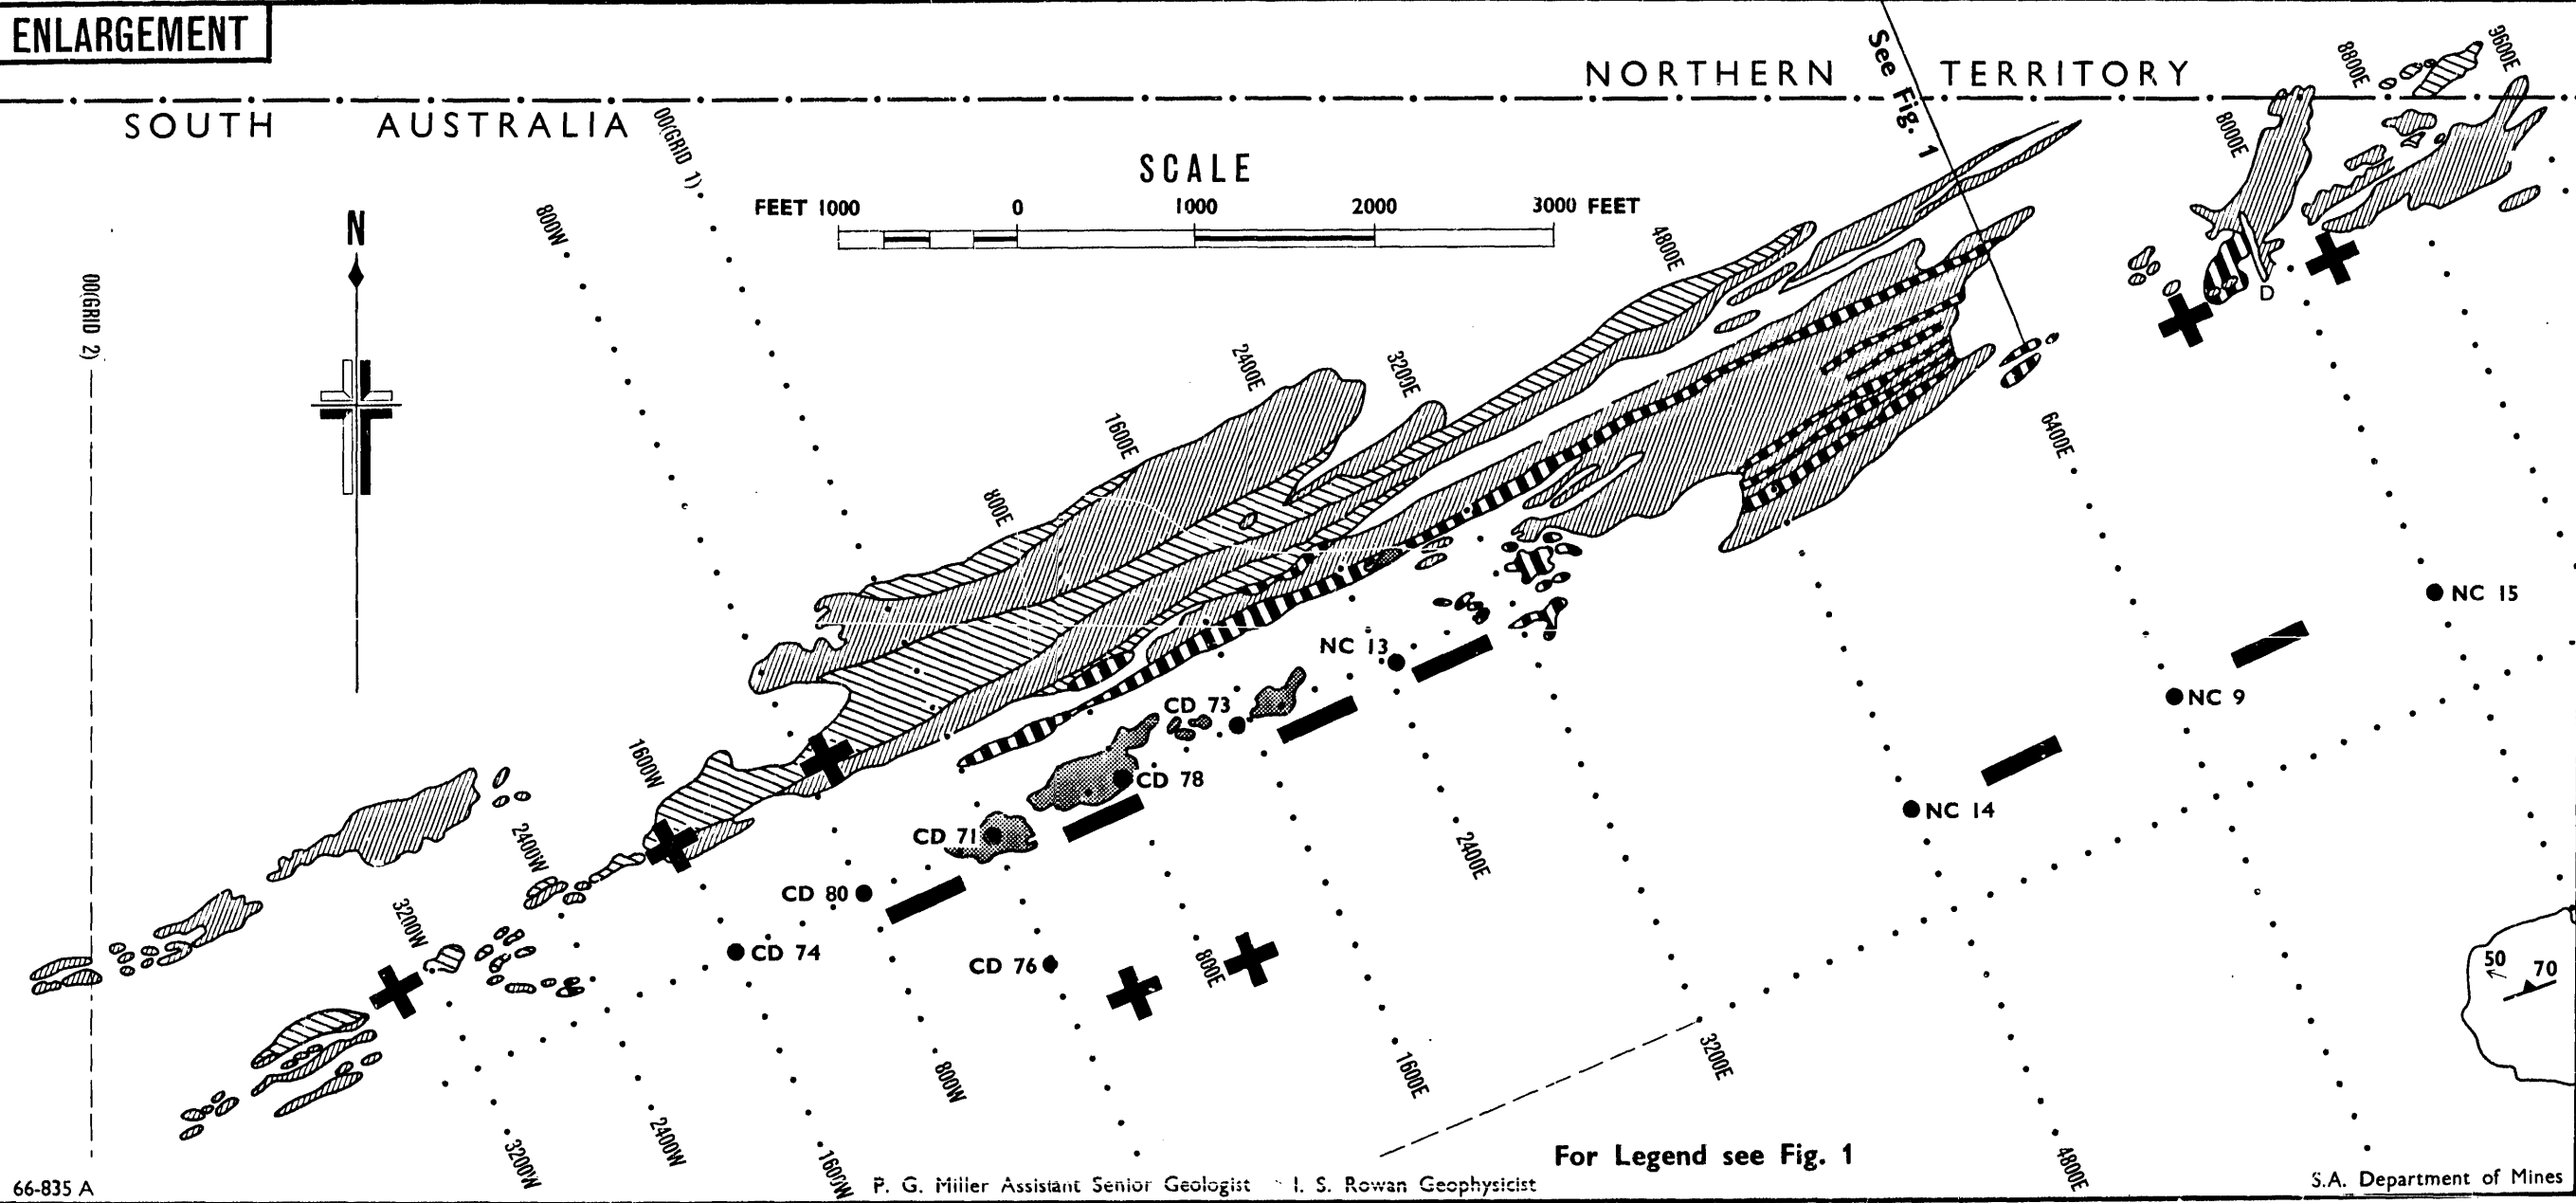 ENLARGEMENT
NORTHERN TERRITORY
SOUTH AUSTRALIA
See Fig. 1
8800E
9600E
8000E
00(GRID 1)
SCALE
FEET 1000 0 1000 2000 3000 FEET
N
800W
4800E
00(GRID 2)
D
2400E
3200E
1600E
6400E
800E
NC 15
NC 13
NC 9
CD 73
1600W
CD 78
NC 14
2400W
CD 71
2400E
CD 80
3200W
CD 74
CD 76
800E
50
70
800W
1600E
3200E
2400W
3200W
1600W
4800E
For Legend see Fig. 1
66-835 A
P. G. Miller Assistant Senior Geologist I. S. Rowan Geophysicist
S.A. Department of Mines